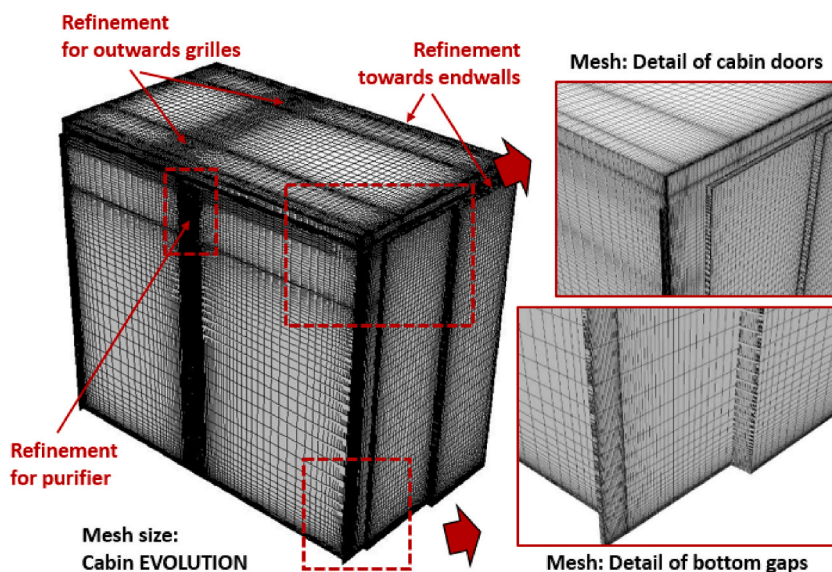 Refinement
for outwards grilles
Refinement
towards endwalls
Mesh: Detail of cabin doors
Refinement
for purifier
Mesh size:
Cabin EVOLUTION
Mesh: Detail of bottom gaps